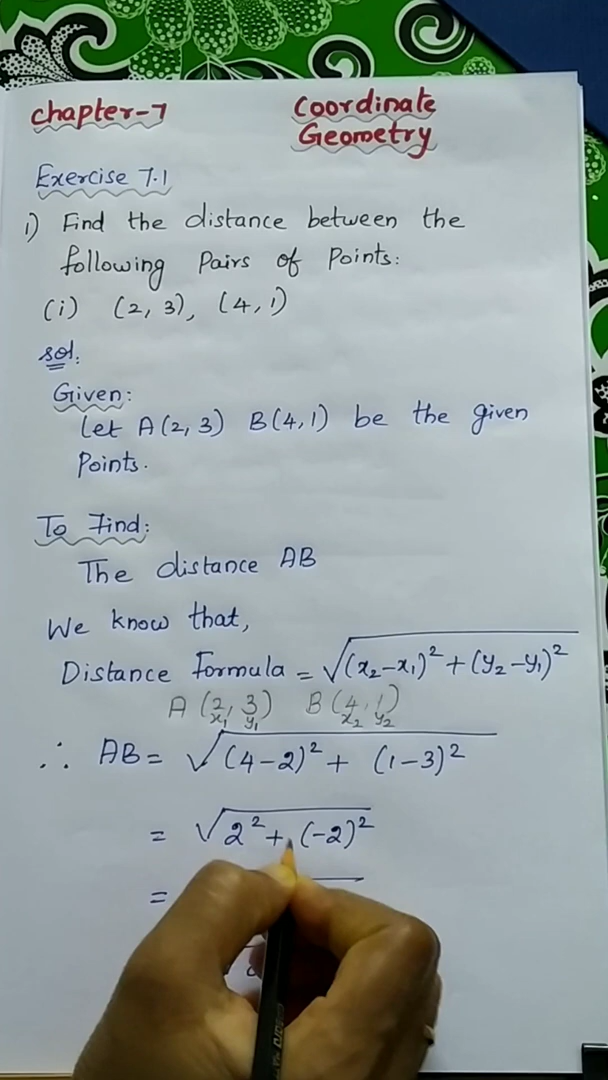 Chapter-7 Coordinate Geometry
Exercise 7.1
1) Find the distance between the
following Pairs of Points:
(i) (2, 3), (4, 1)
Sol.
Given:
Let A(2, 3) B(4, 1) be the given
Points.
To Find:
The distance AB
We know that,
Distance Formula = √(x₂-x₁)² + (y₂-y₁)²
A (2, 3) B (4, 1)
x₁ y₁ x₂ y₂
∴ AB = √(4-2)² + (1-3)²
= √2² + (-2)²
=